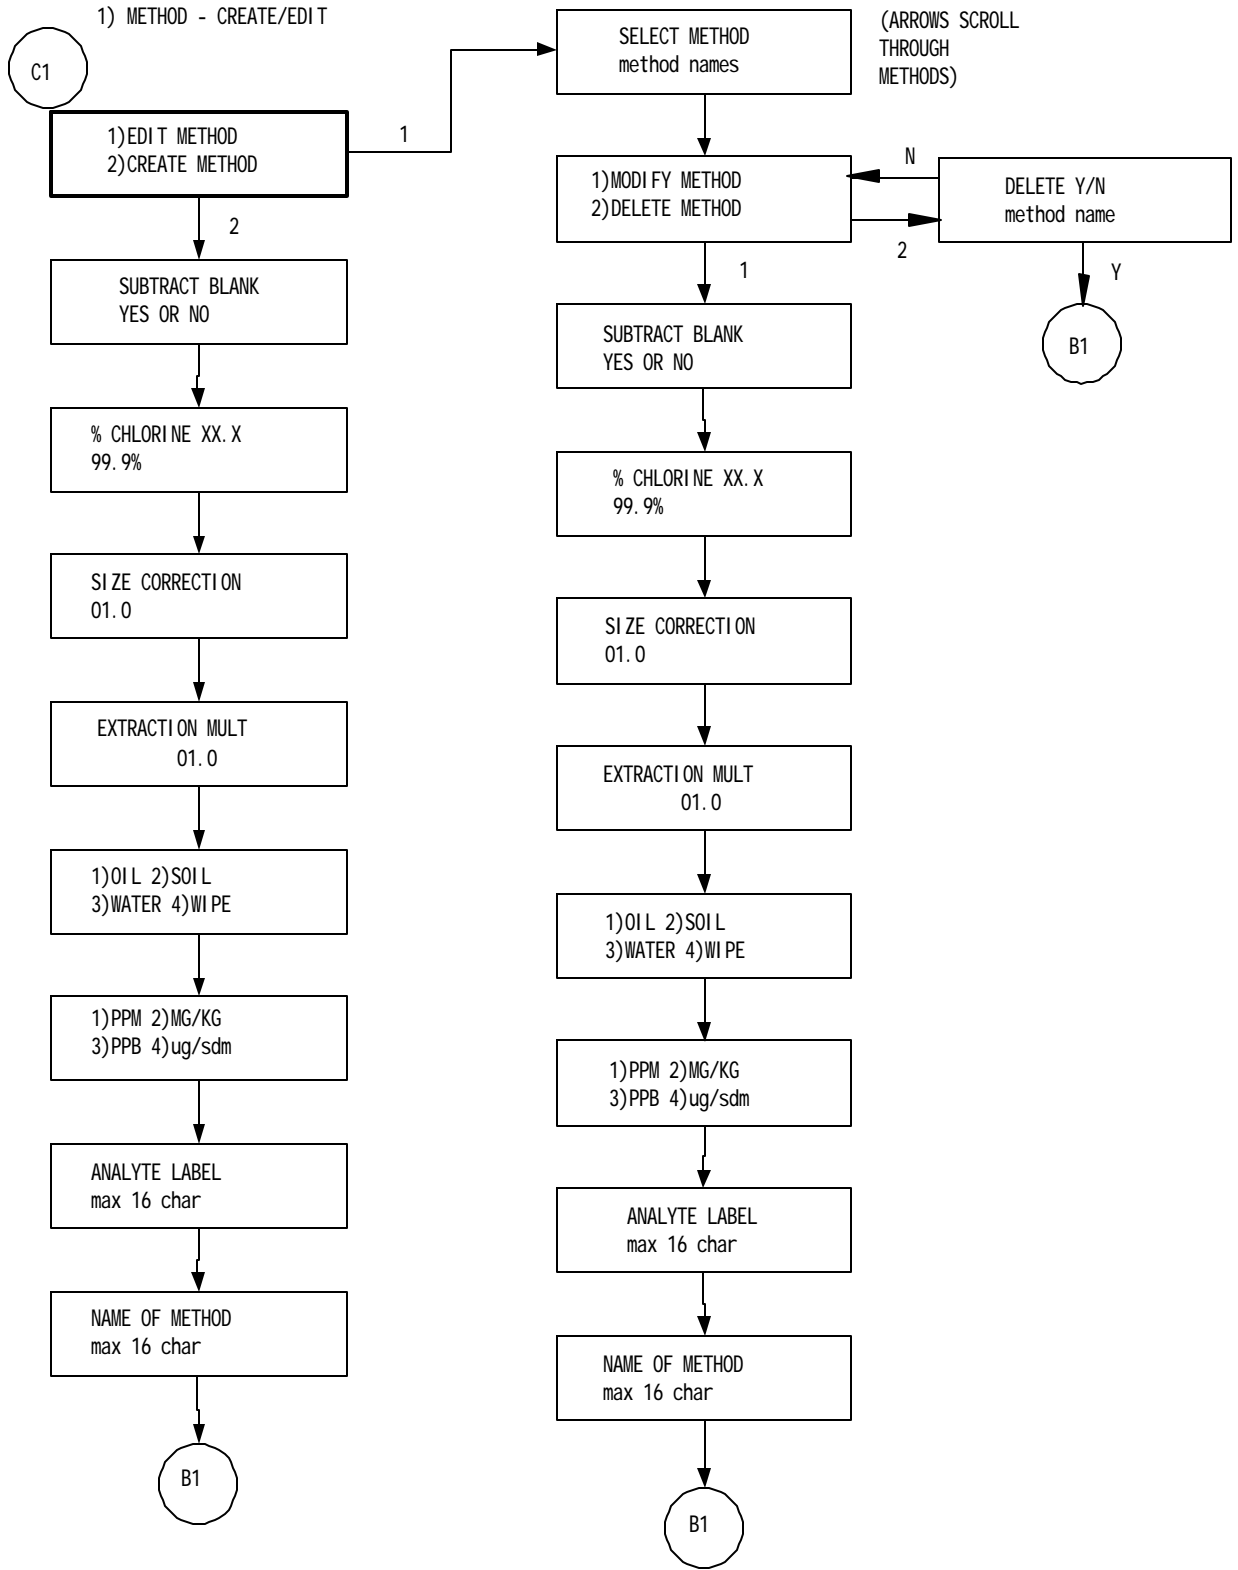 1) METHOD - CREATE/EDIT
C1
1)EDIT METHOD
2)CREATE METHOD
1
2
SUBTRACT BLANK
YES OR NO
% CHLORINE XX.X
99.9%
SIZE CORRECTION
01.0
EXTRACTION MULT
01.0
1)OIL 2)SOIL
3)WATER 4)WIPE
1)PPM 2)MG/KG
3)PPB 4)ug/sdm
ANALYTE LABEL
max 16 char
NAME OF METHOD
max 16 char
B1
SELECT METHOD
method names
(ARROWS SCROLL
THROUGH
METHODS)
1)MODIFY METHOD
2)DELETE METHOD
N
2
DELETE Y/N
method name
Y
B1
1
SUBTRACT BLANK
YES OR NO
% CHLORINE XX.X
99.9%
SIZE CORRECTION
01.0
EXTRACTION MULT
01.0
1)OIL 2)SOIL
3)WATER 4)WIPE
1)PPM 2)MG/KG
3)PPB 4)ug/sdm
ANALYTE LABEL
max 16 char
NAME OF METHOD
max 16 char
B1